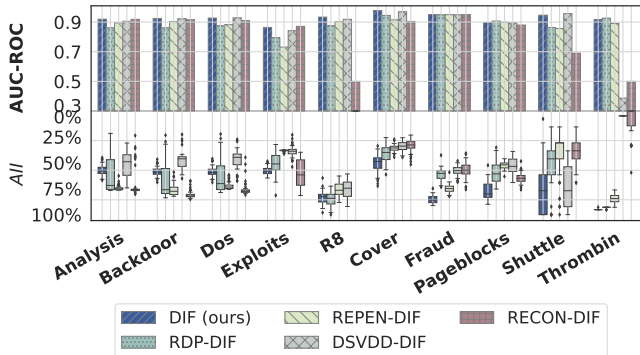 AUC-ROC
0.9
0.7
0.5
0.3
All
0%
25%
50%
75%
100%
Analysis
Backdoor
Dos
Exploits
R8
Cover
Fraud
Pageblocks
Shuttle
Thrombin
DIF (ours)
REPEN-DIF
RECON-DIF
RDP-DIF
DSVDD-DIF